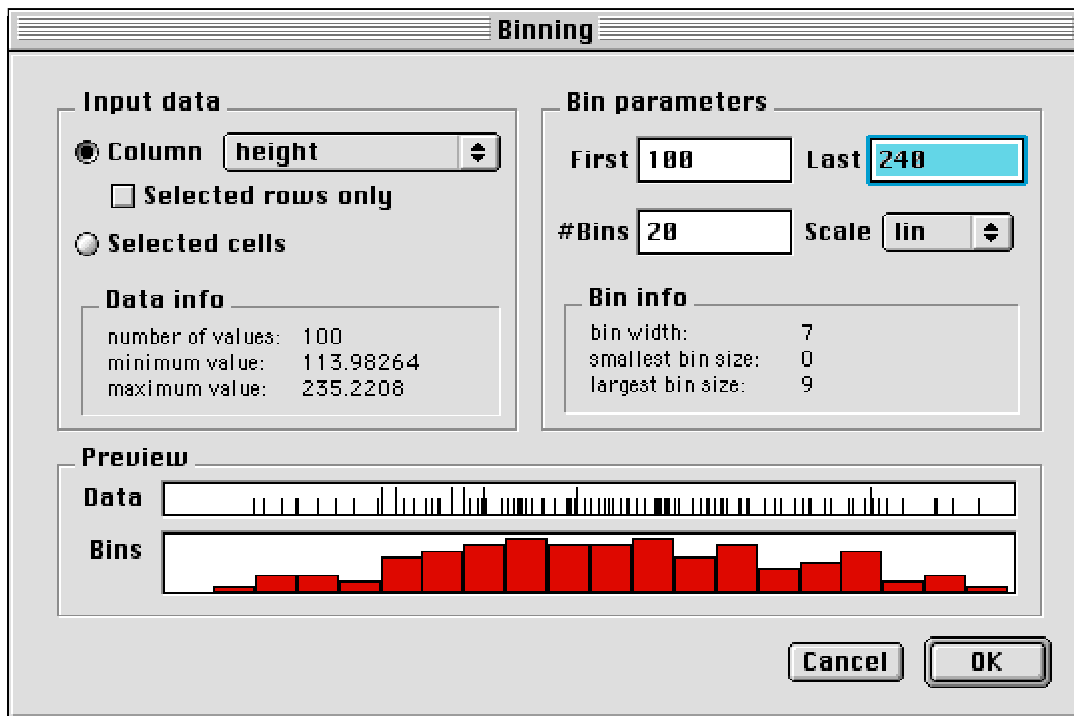 Binning
Input data
Column height
Selected rows only
Selected cells
Data info
number of values: 100
minimum value: 113.98264
maximum value: 235.2208
Bin parameters
First 100 Last 240
#Bins 20 Scale lin
Bin info
bin width: 7
smallest bin size: 0
largest bin size: 9
Preview
Data
Bins
Cancel OK